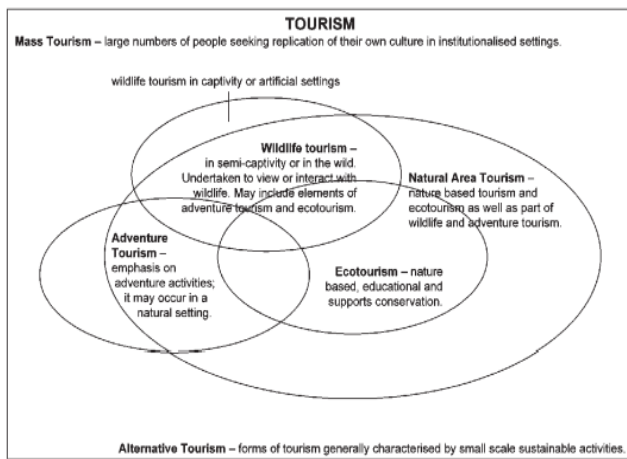 TOURISM
Mass Tourism – large numbers of people seeking replication of their own culture in institutionalised settings.
wildlife tourism in captivity or artificial settings
Wildlife tourism –
in semi-captivity or in the wild.
Undertaken to view or interact with
wildlife. May include elements of
adventure tourism and ecotourism.
Natural Area Tourism –
nature based tourism and
ecotourism as well as part of
wildlife and adventure tourism.
Adventure
Tourism –
emphasis on
adventure activities;
it may occur in a
natural setting.
Ecotourism – nature
based, educational and
supports conservation.
Alternative Tourism – forms of tourism generally characterised by small scale sustainable activities.